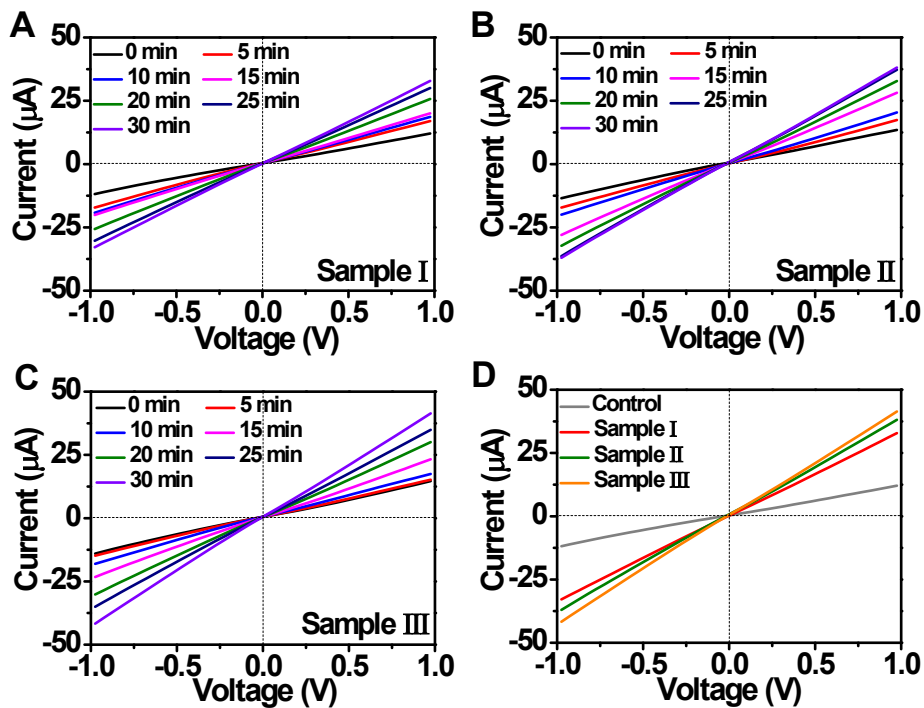 A
50
25
0
-25
-50
Current (μA)
0 min 5 min
10 min 15 min
20 min 25 min
30 min
Sample Ⅰ
-1.0 -0.5 0.0 0.5 1.0
Voltage (V)
B
50
25
0
-25
-50
Current (μA)
0 min 5 min
10 min 15 min
20 min 25 min
30 min
Sample Ⅱ
-1.0 -0.5 0.0 0.5 1.0
Voltage (V)
C
50
25
0
-25
-50
Current (μA)
0 min 5 min
10 min 15 min
20 min 25 min
30 min
Sample Ⅲ
-1.0 -0.5 0.0 0.5 1.0
Voltage (V)
D
50
25
0
-25
-50
Current (μA)
Control
Sample Ⅰ
Sample Ⅱ
Sample Ⅲ
-1.0 -0.5 0.0 0.5 1.0
Voltage (V)